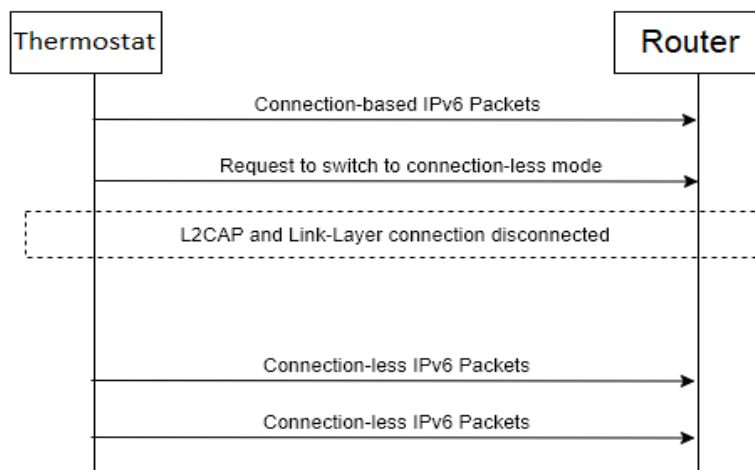 Thermostat
Router
Connection-based IPv6 Packets
Request to switch to connection-less mode
L2CAP and Link-Layer connection disconnected
Connection-less IPv6 Packets
Connection-less IPv6 Packets